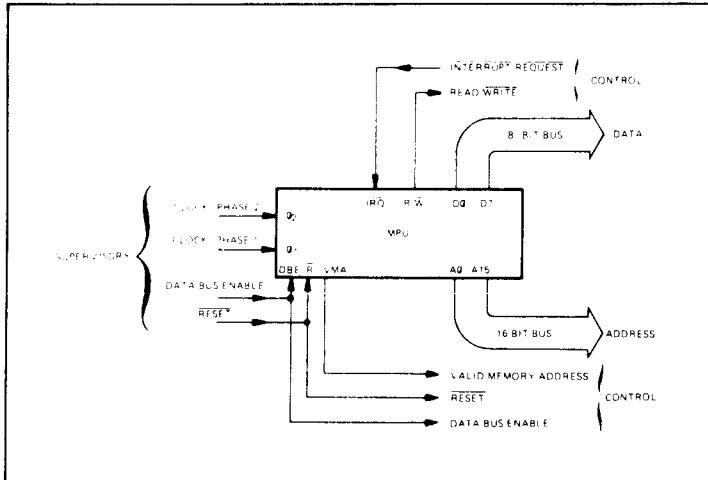 INTERRUPT REQUEST
READ WRITE
CONTROL
8 BIT BUS
DATA
IRQ R/W D0 D7
CLOCK PHASE 2
MPU
CLOCK PHASE
SUPERVISORY
DBE R VMA A0 A15
DATA BUS ENABLE
RESET
16 BIT BUS
ADDRESS
VALID MEMORY ADDRESS
RESET
CONTROL
DATA BUS ENABLE